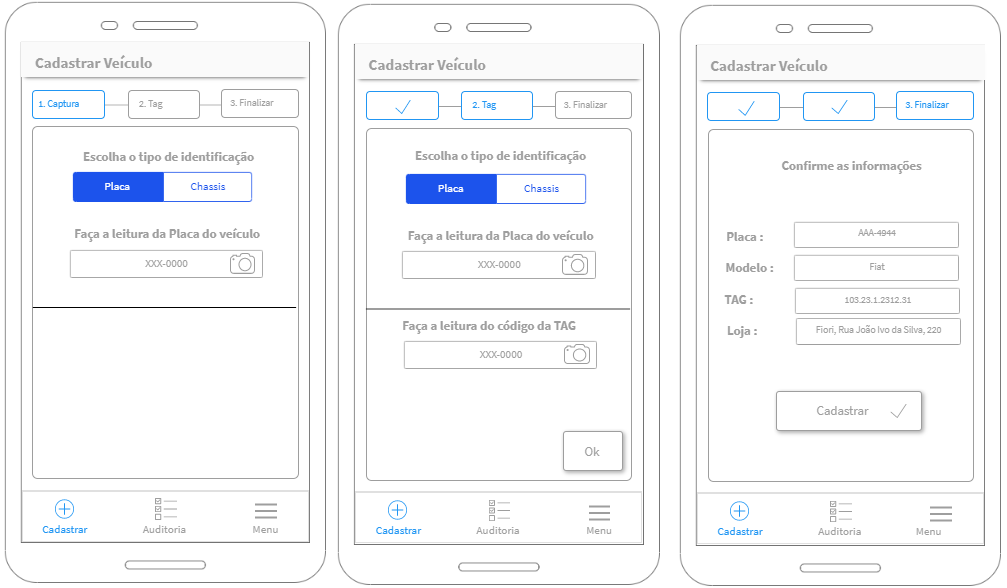 Cadastrar Veículo
1. Captura
2. Tag
3. Finalizar
Escolha o tipo de identificação
Placa
Chassis
Faça a leitura da Placa do veículo
XXX-0000
Cadastrar
Auditoria
Menu
Cadastrar Veículo
2. Tag
3. Finalizar
Escolha o tipo de identificação
Placa
Chassis
Faça a leitura da Placa do veículo
XXX-0000
Faça a leitura do código da TAG
XXX-0000
Ok
Cadastrar
Auditoria
Menu
Cadastrar Veículo
3. Finalizar
Confirme as informações
Placa :
AAA-4944
Modelo :
Fiat
TAG :
103.23.1.2312.31
Loja :
Fiori, Rua João Ivo da Silva, 220
Cadastrar
Cadastrar
Auditoria
Menu